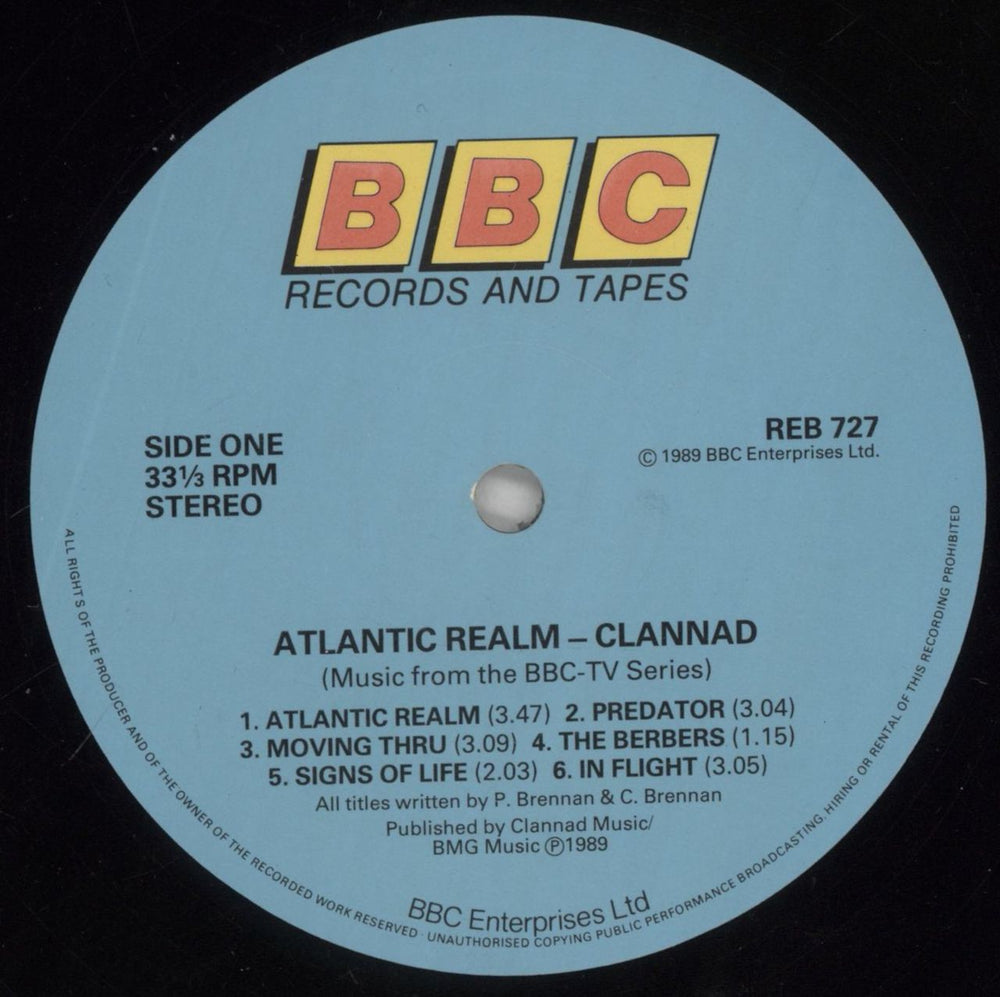 BBC
RECORDS AND TAPES
SIDE ONE
33⅓ RPM
STEREO
REB 727
© 1989 BBC Enterprises Ltd.
ATLANTIC REALM – CLANNAD
(Music from the BBC-TV Series)
1. ATLANTIC REALM (3.47) 2. PREDATOR (3.04)
3. MOVING THRU (3.09) 4. THE BERBERS (1.15)
5. SIGNS OF LIFE (2.03) 6. IN FLIGHT (3.05)
All titles written by P. Brennan & C. Brennan
Published by Clannad Music/
BMG Music ℗1989
BBC Enterprises Ltd
ALL RIGHTS OF THE PRODUCER AND OF THE OWNER OF THE RECORDED WORK RESERVED · UNAUTHORISED COPYING PUBLIC PERFORMANCE BROADCASTING, HIRING OR RENTAL OF THIS RECORDING PROHIBITED